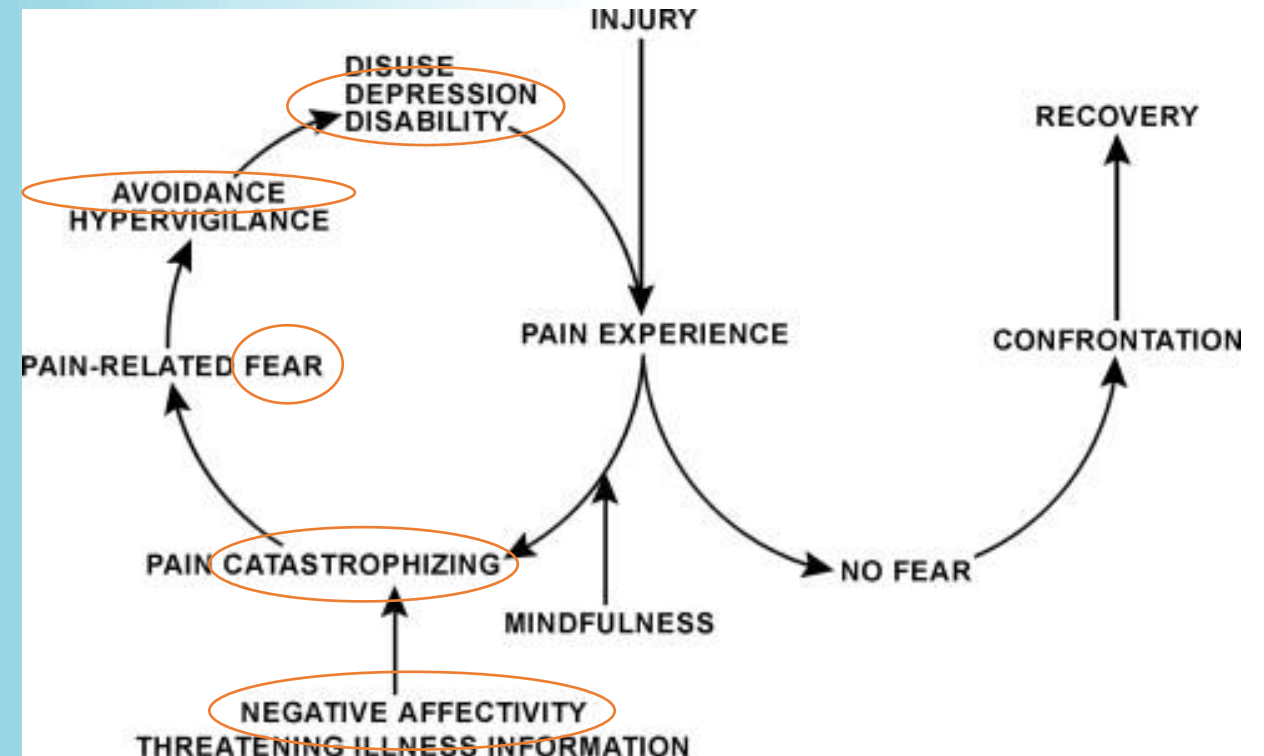 INJURY
DISUSE
DEPRESSION
DISABILITY
RECOVERY
AVOIDANCE
HYPERVIGILANCE
PAIN EXPERIENCE
CONFRONTATION
PAIN-RELATED FEAR
PAIN CATASTROPHIZING
NO FEAR
MINDFULNESS
NEGATIVE AFFECTIVITY
THREATENING ILLNESS INFORMATION